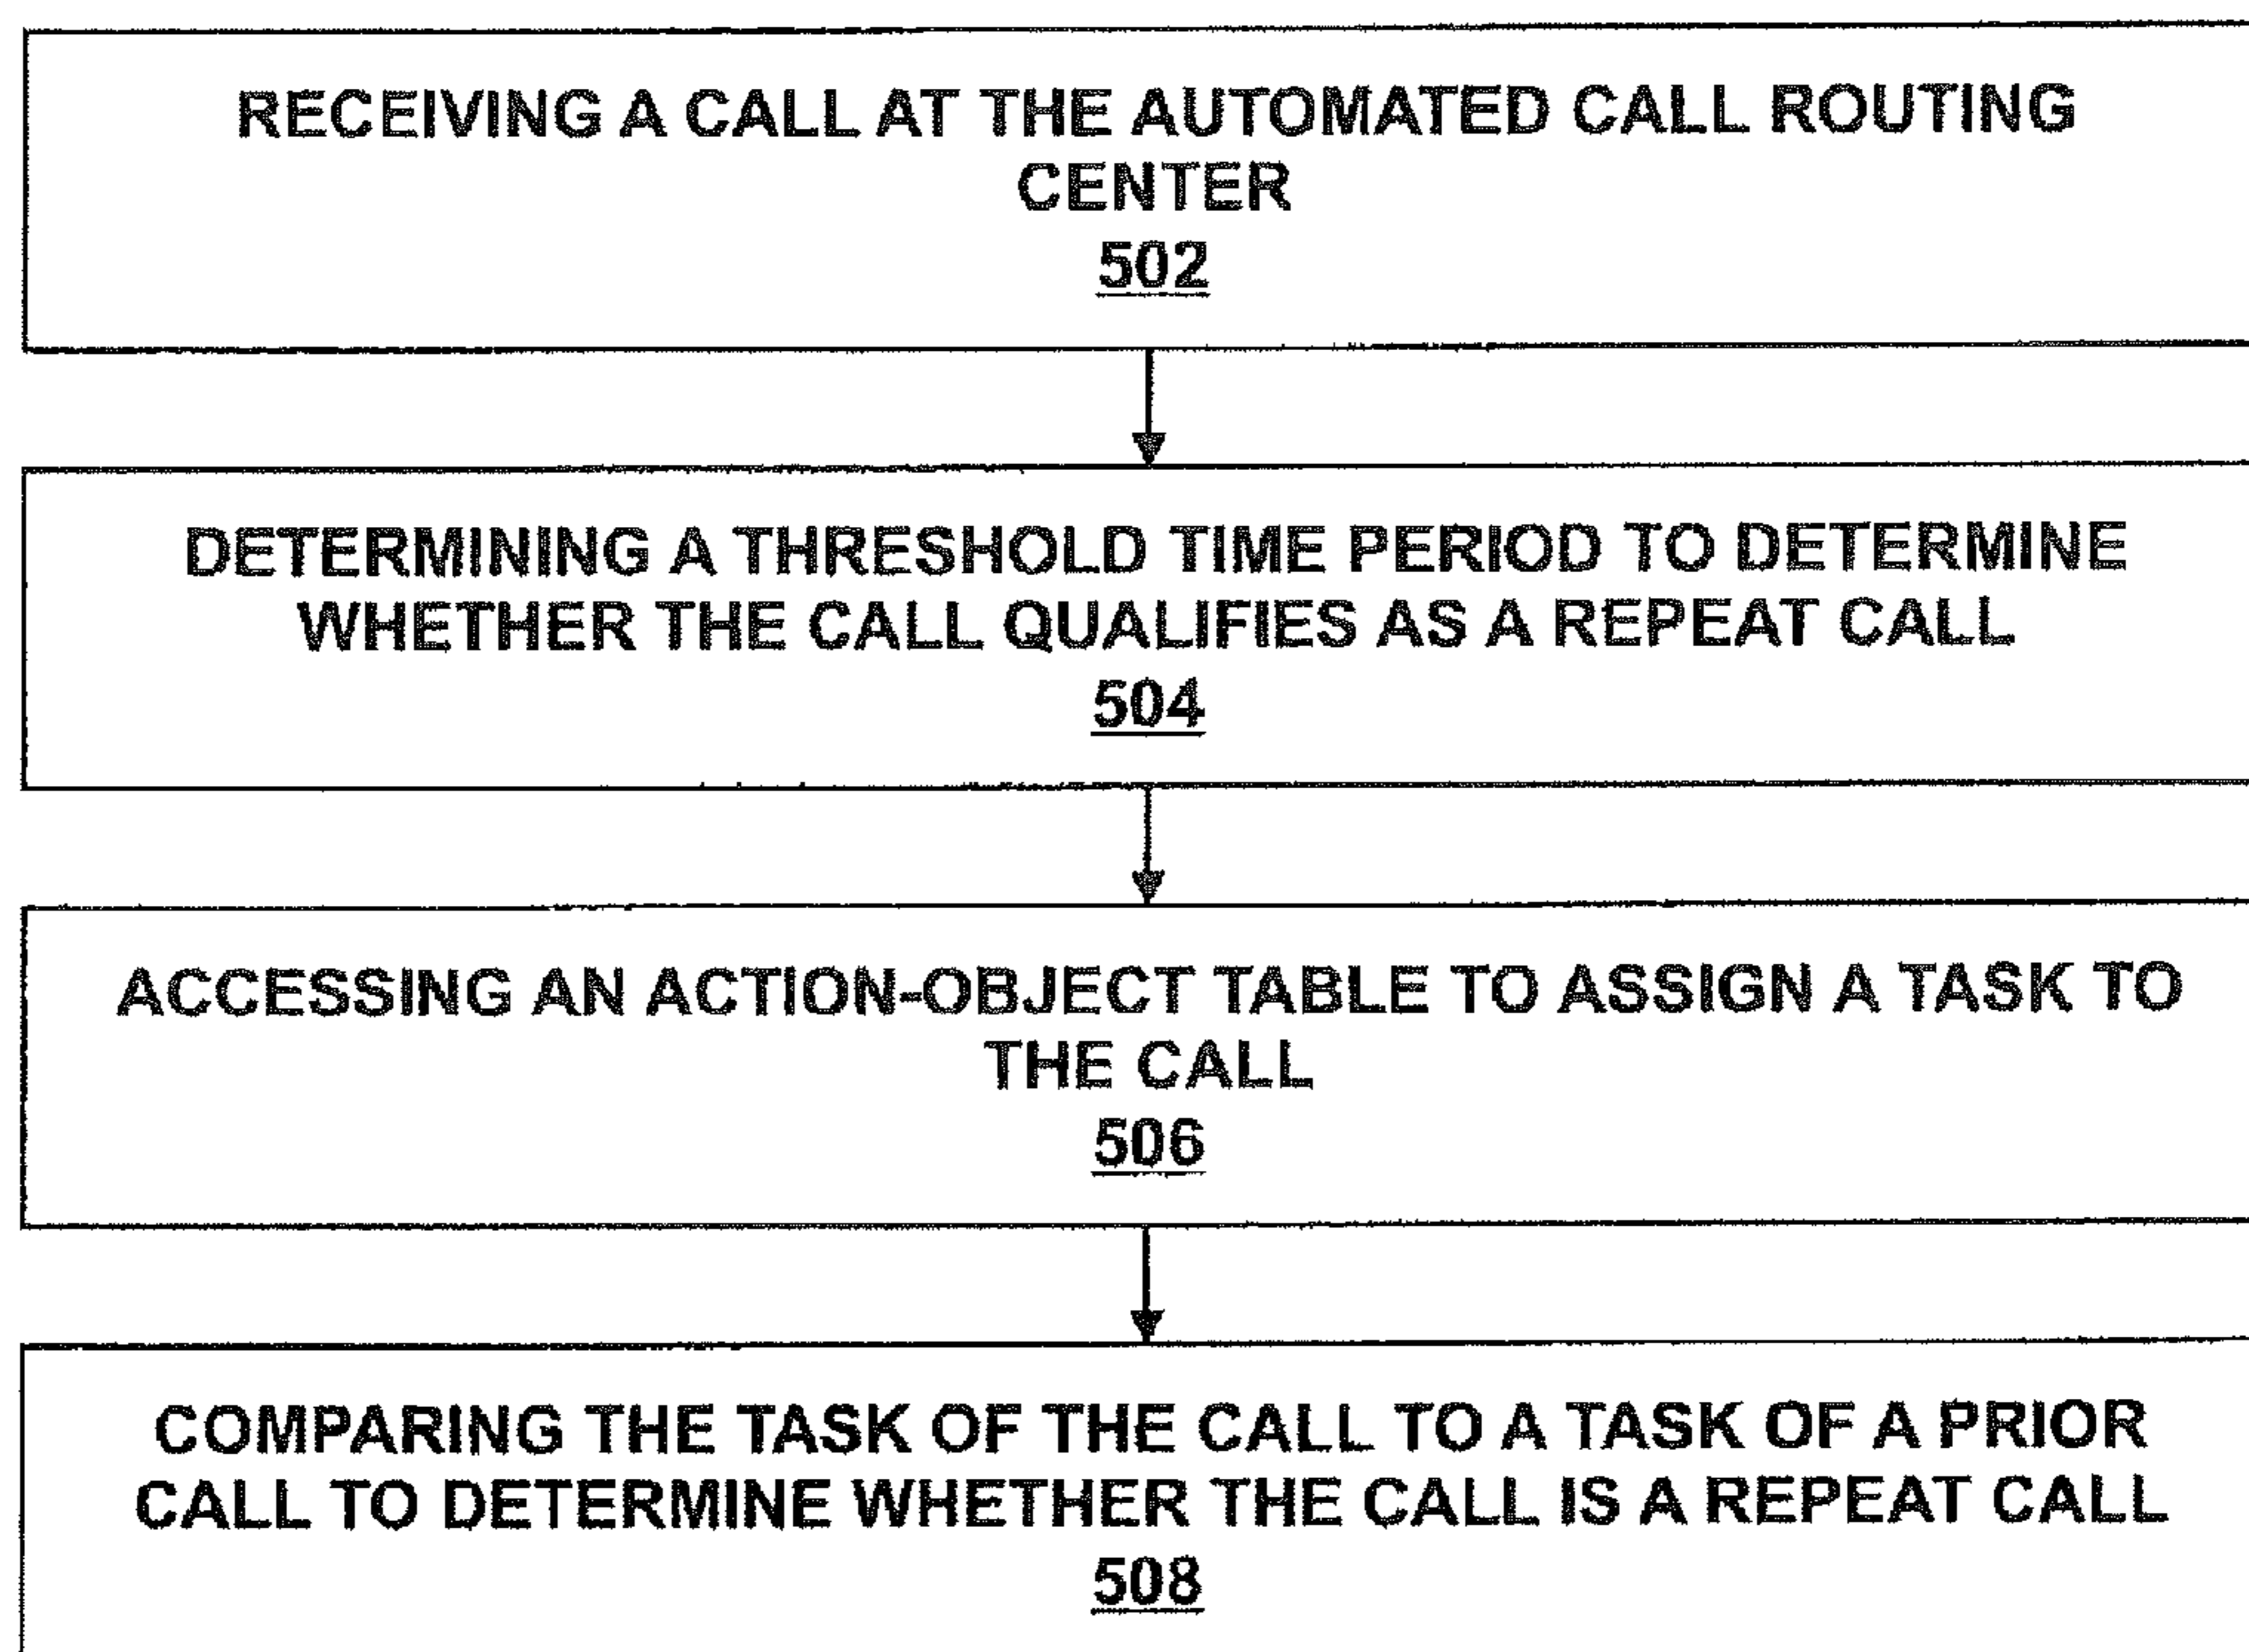 RECEIVING A CALL AT THE AUTOMATED CALL ROUTING
CENTER
502
DETERMINING A THRESHOLD TIME PERIOD TO DETERMINE
WHETHER THE CALL QUALIFIES AS A REPEAT CALL
504
ACCESSING AN ACTION-OBJECT TABLE TO ASSIGN A TASK TO
THE CALL
506
COMPARING THE TASK OF THE CALL TO A TASK OF A PRIOR
CALL TO DETERMINE WHETHER THE CALL IS A REPEAT CALL
508